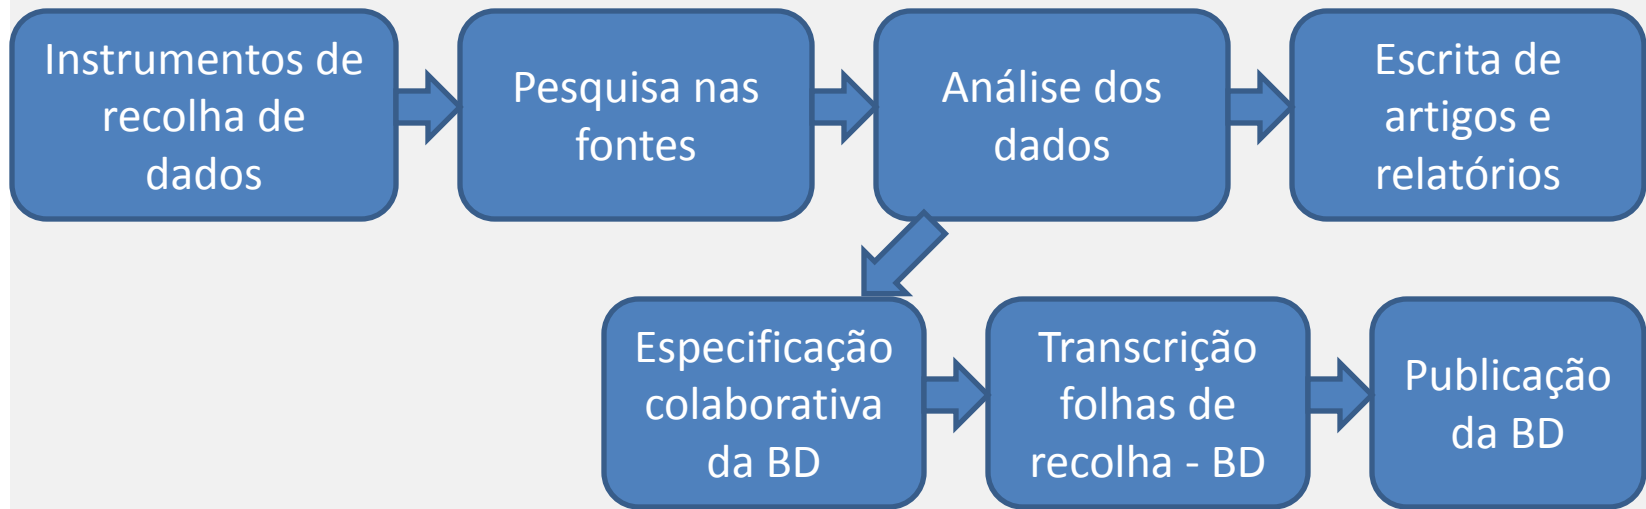 Instrumentos de
recolha de
dados
Pesquisa nas
fontes
Análise dos
dados
Escrita de
artigos e
relatórios
Especificação
colaborativa
da BD
Transcrição
folhas de
recolha - BD
Publicação
da BD